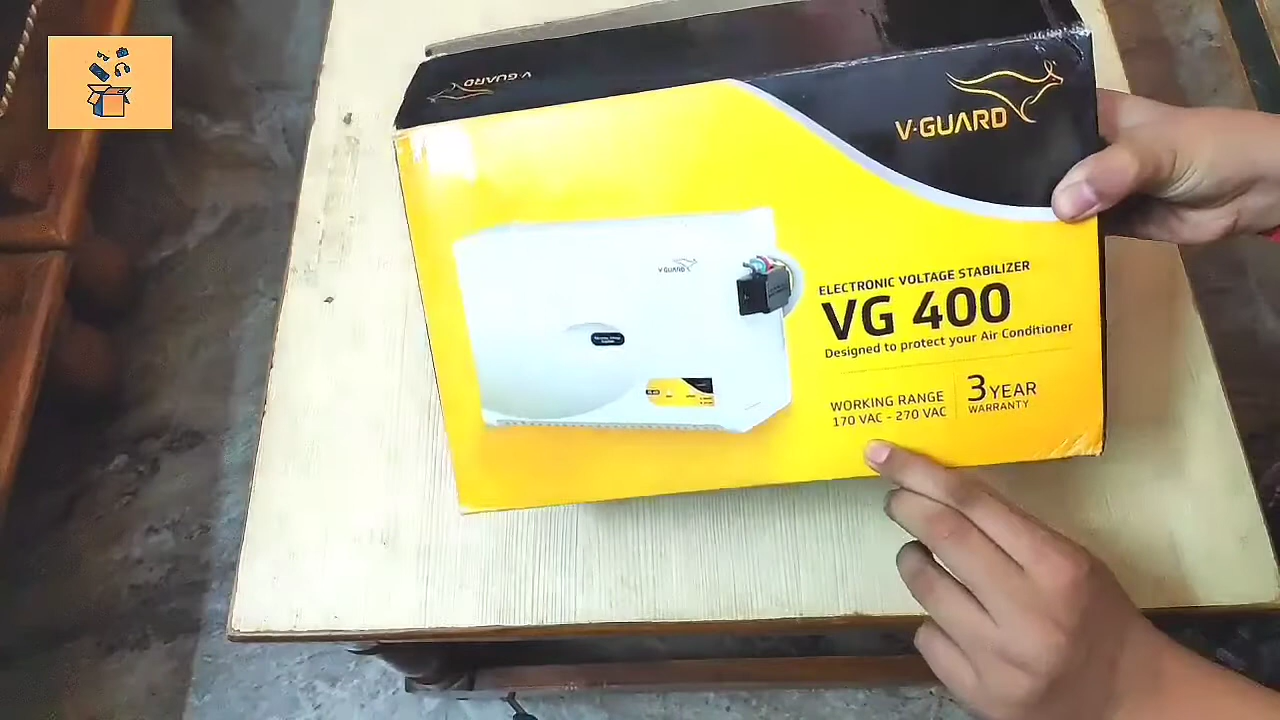 V-GUARD
V-GUARD
V-GUARD
ELECTRONIC VOLTAGE STABILIZER
VG 400
Designed to protect your Air Conditioner
WORKING RANGE
170 VAC - 270 VAC
3 YEAR
WARRANTY